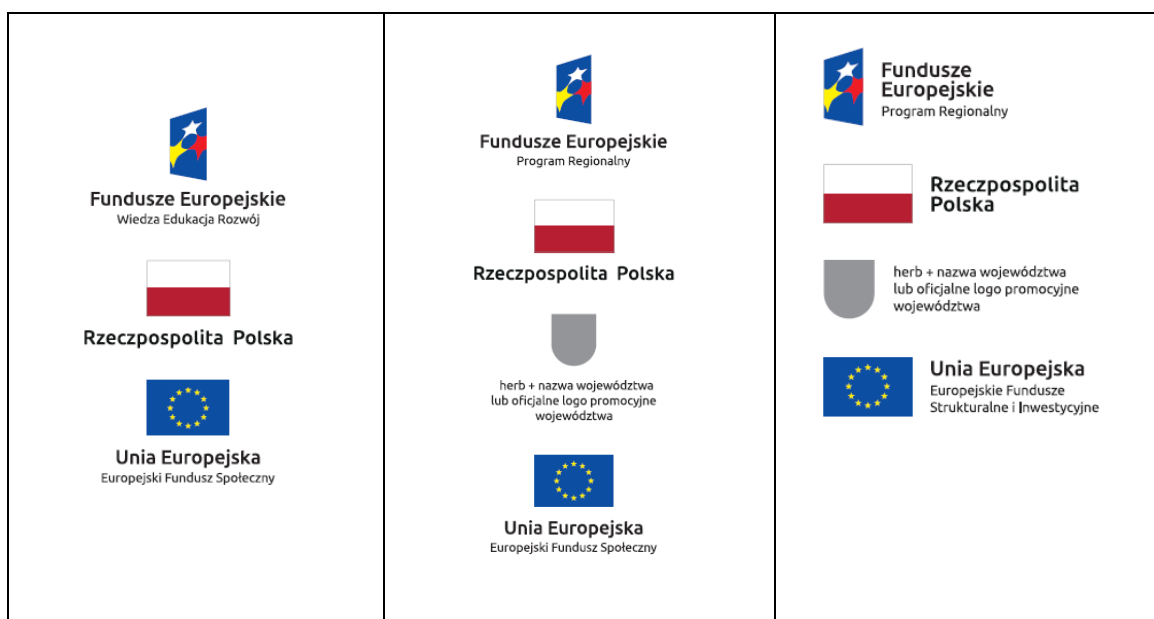 Fundusze Europejskie
Wiedza Edukacja Rozwój
Rzeczpospolita Polska
Unia Europejska
Europejski Fundusz Społeczny
Fundusze Europejskie
Program Regionalny
Rzeczpospolita Polska
herb + nazwa województwa
lub oficjalne logo promocyjne
województwa
Unia Europejska
Europejski Fundusz Społeczny
Fundusze
Europejskie
Program Regionalny
Rzeczpospolita
Polska
herb + nazwa województwa
lub oficjalne logo promocyjne
województwa
Unia Europejska
Europejskie Fundusze
Strukturalne i Inwestycyjne